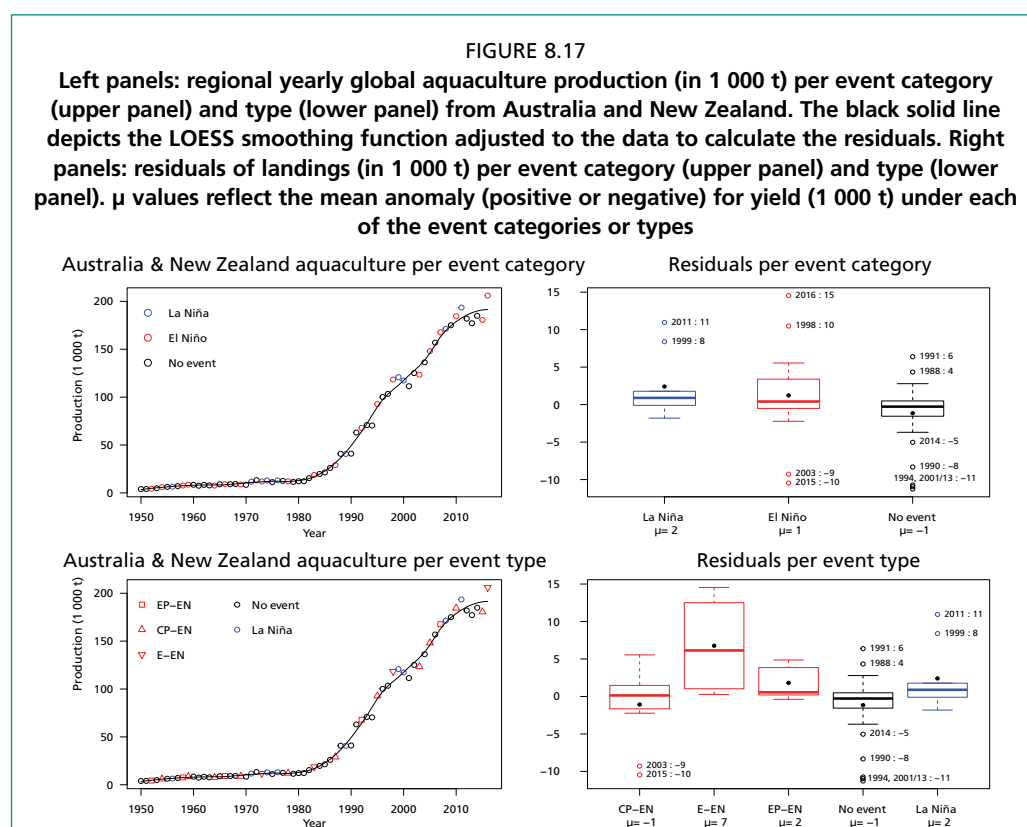 FIGURE 8.17
Left panels: regional yearly global aquaculture production (in 1 000 t) per event category
(upper panel) and type (lower panel) from Australia and New Zealand. The black solid line
depicts the LOESS smoothing function adjusted to the data to calculate the residuals. Right
panels: residuals of landings (in 1 000 t) per event category (upper panel) and type (lower
panel). μ values reflect the mean anomaly (positive or negative) for yield (1 000 t) under each
of the event categories or types
Australia & New Zealand aquaculture per event category
Production (1 000 t)
200
150
100
50
0
La Niña
El Niño
No event
1950 1960 1970 1980 1990 2000 2010
Year
Residuals per event category
15
10
5
0
−5
−10
2016 : 15
2011 : 11
1998 : 10
1999 : 8
1991 : 6
1988 : 4
2014 : −5
1990 : −8
2003 : −9
2015 : −10
1994, 2001/13 : −11
La Niña El Niño No event
μ= 2 μ= 1 μ= −1
Australia & New Zealand aquaculture per event type
Production (1 000 t)
200
150
100
50
0
EP−EN No event
CP−EN La Niña
E−EN
1950 1960 1970 1980 1990 2000 2010
Year
Residuals per event type
15
10
5
0
−5
−10
2011 : 11
1999 : 8
1991 : 6
1988 : 4
2014 : −5
1990 : −8
2003 : −9
2015 : −10
1994, 2001/13 : −11
CP−EN E−EN EP−EN No event La Niña
μ= −1 μ= 7 μ= 2 μ= −1 μ= 2